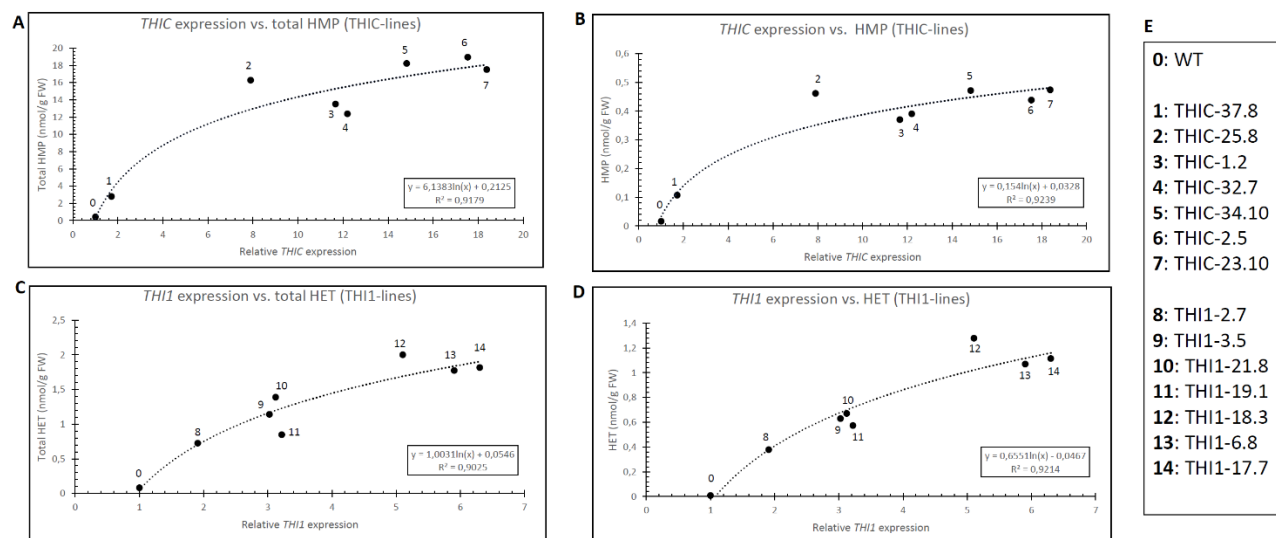 A
THIC expression vs. total HMP (THIC-lines)
Total HMP (nmol/g FW)
20
18
16
14
12
10
8
6
4
2
0
0
1
2
3
4
5
6
7
y = 6,1383ln(x) + 0,2125
R² = 0,9179
0 2 4 6 8 10 12 14 16 18 20
Relative THIC expression
B
THIC expression vs. HMP (THIC-lines)
HMP (nmol/g FW)
0,6
0,5
0,4
0,3
0,2
0,1
0
0
1
2
3
4
5
6
7
y = 0,154ln(x) + 0,0328
R² = 0,9239
0 2 4 6 8 10 12 14 16 18 20
Relative THIC expression
C
THI1 expression vs. total HET (THI1-lines)
Total HET (nmol/g FW)
2,5
2
1,5
1
0,5
0
0
8
9
10
11
12
13
14
y = 1,0031ln(x) + 0,0546
R² = 0,9025
0 1 2 3 4 5 6 7
Relative THI1 expression
D
THI1 expression vs. HET (THI1-lines)
HET (nmol/g FW)
1,4
1,2
1
0,8
0,6
0,4
0,2
0
0
8
9
10
11
12
13
14
y = 0,6551ln(x) - 0,0467
R² = 0,9214
0 1 2 3 4 5 6 7
Relative THI1 expression
E
0: WT
1: THIC-37.8
2: THIC-25.8
3: THIC-1.2
4: THIC-32.7
5: THIC-34.10
6: THIC-2.5
7: THIC-23.10
8: THI1-2.7
9: THI1-3.5
10: THI1-21.8
11: THI1-19.1
12: THI1-18.3
13: THI1-6.8
14: THI1-17.7